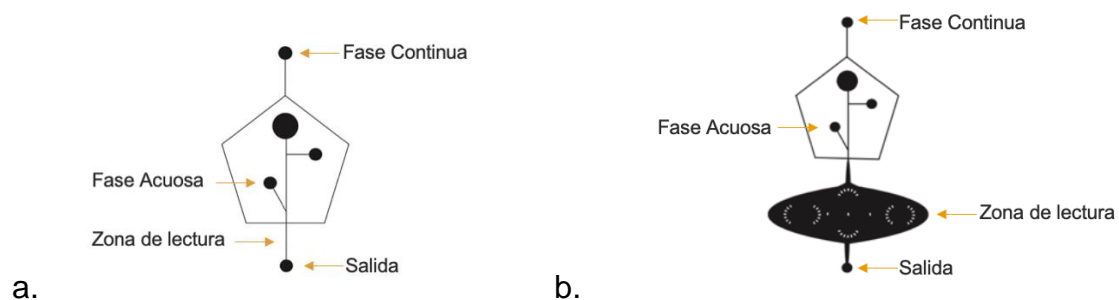 Fase Continua
Fase Acuosa
Zona de lectura
Salida
a.
Fase Continua
Fase Acuosa
Zona de lectura
Salida
b.